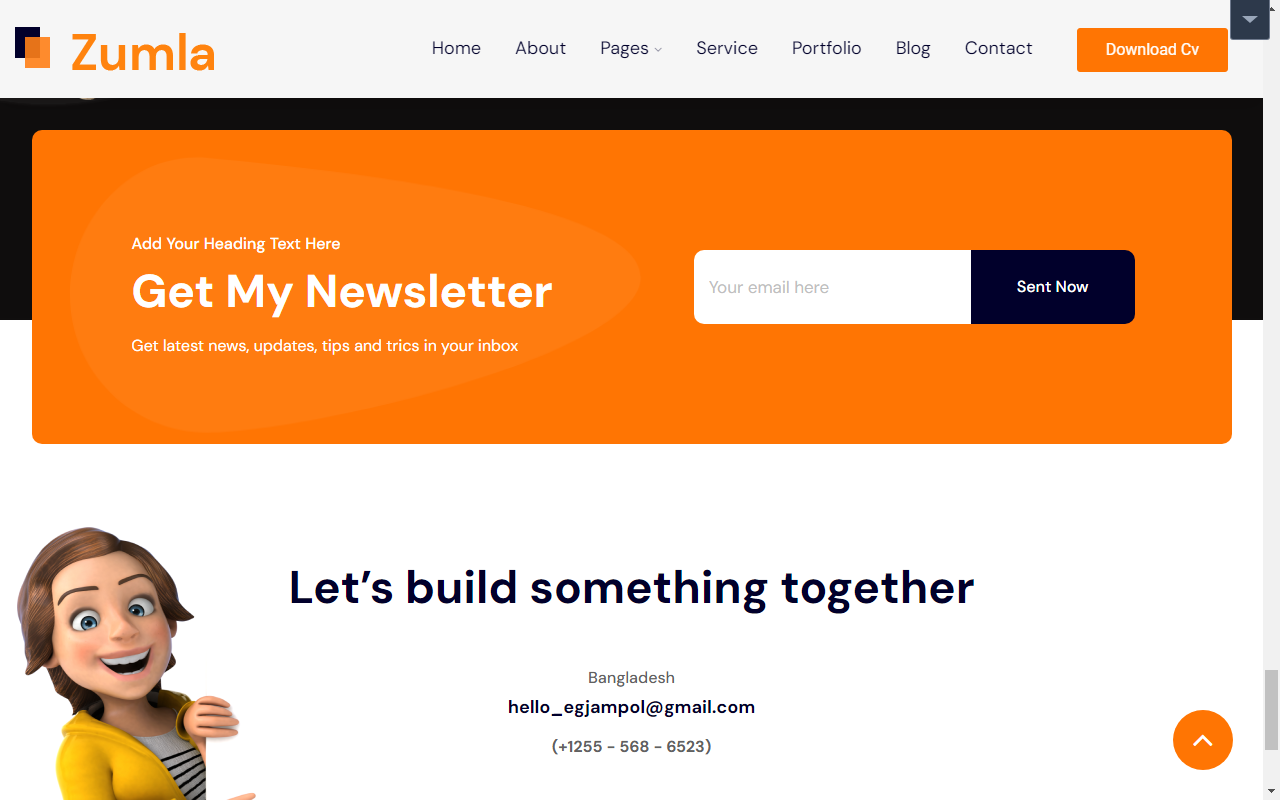 Zumla
Home
About
Pages
Service
Portfolio
Blog
Contact
Download Cv
Add Your Heading Text Here
Get My Newsletter
Get latest news, updates, tips and trics in your inbox
Your email here
Sent Now
Let’s build something together
Bangladesh
hello_egjampol@gmail.com
(+1255 - 568 - 6523)